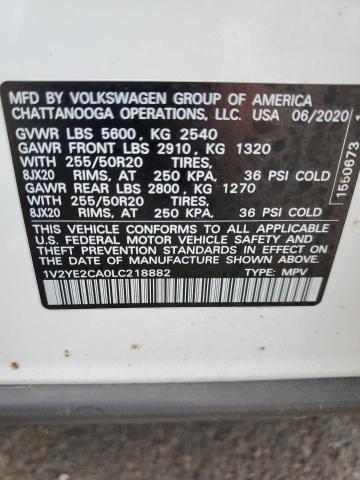 MFD BY VOLKSWAGEN GROUP OF AMERICA
CHATTANOOGA OPERATIONS, LLC. USA 06/2020
GVWR LBS 5600, KG 2540
GAWR FRONT LBS 2910, KG 1320
WITH 255/50R20 TIRES,
8JX20 RIMS, AT 250 KPA, 36 PSI COLD
GAWR REAR LBS 2800, KG 1270
WITH 255/50R20 TIRES,
8JX20 RIMS, AT 250 KPA, 36 PSI COLD
THIS VEHICLE CONFORMS TO ALL APPLICABLE
U.S. FEDERAL MOTOR VEHICLE SAFETY AND
THEFT PREVENTION STANDARDS IN EFFECT
ON THE DATE OF MANUFACTURE SHOWN ABOVE.
1V2YE2CA0LC218882 TYPE: MPV
1550873 1